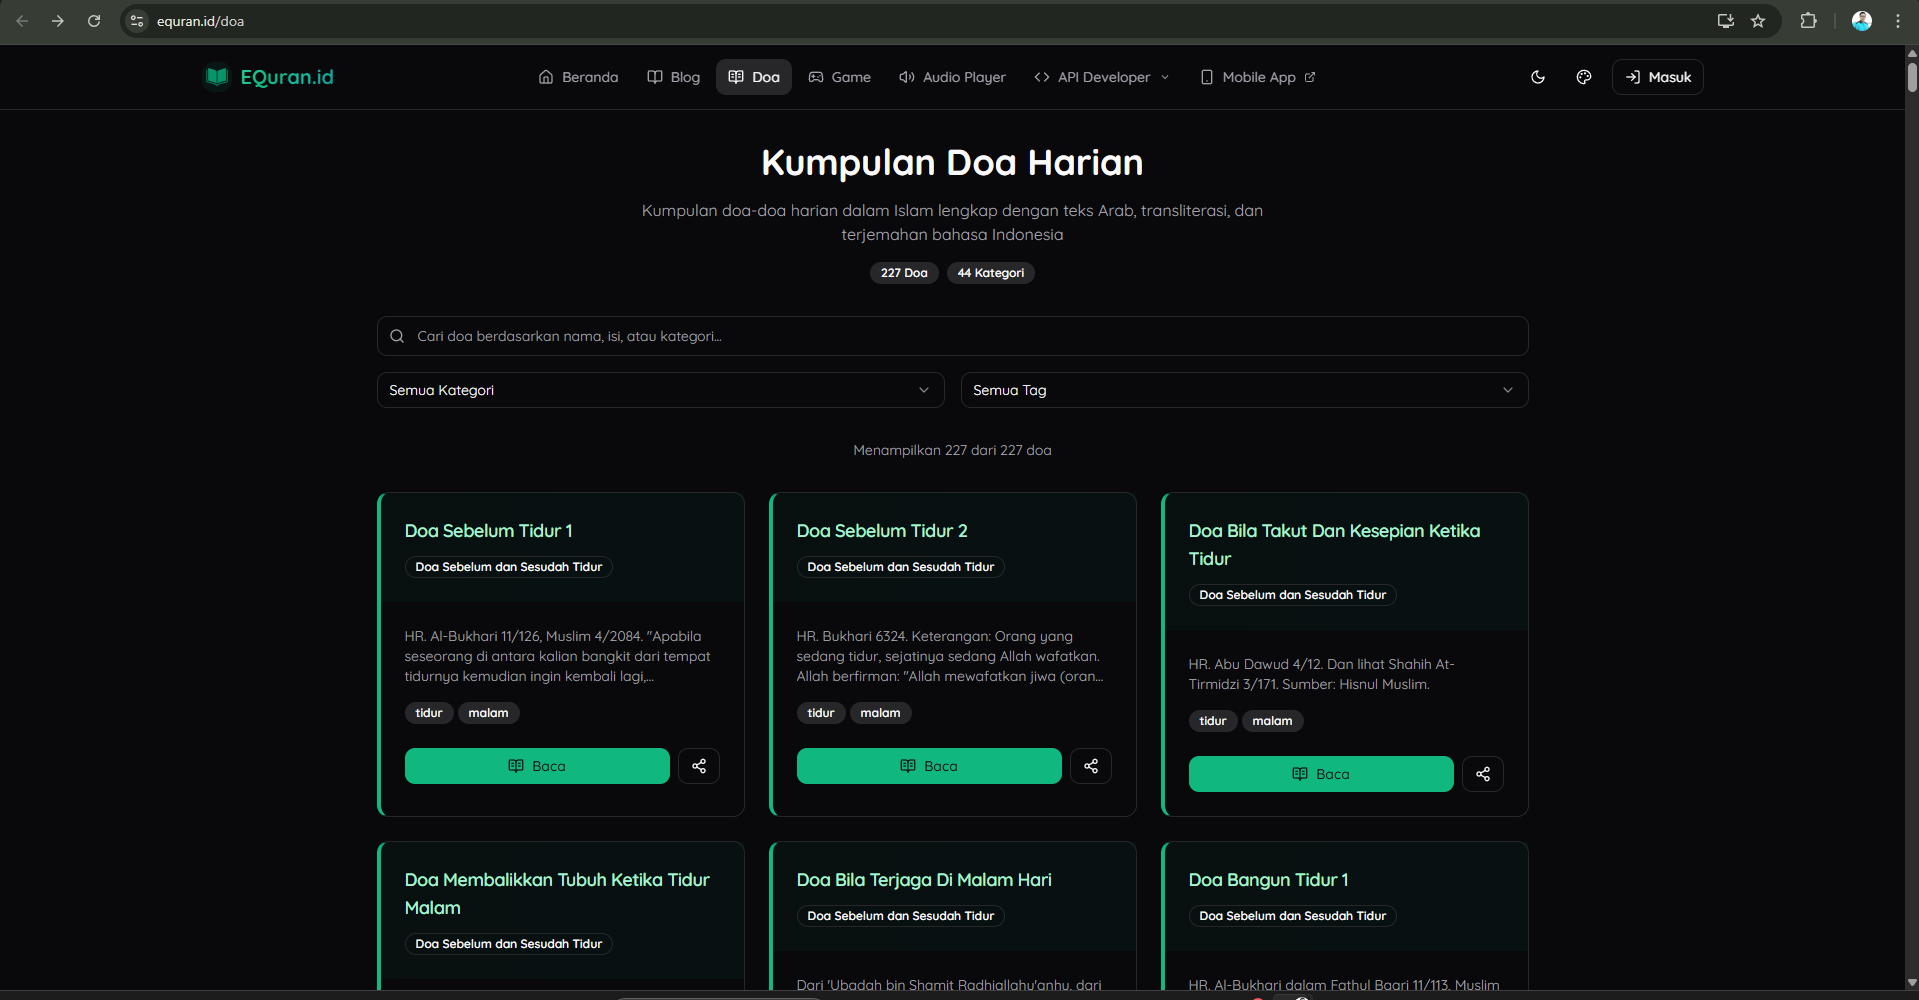 equran.id/doa
EQuran.id
Beranda
Blog
Doa
Game
Audio Player
API Developer
Mobile App
Masuk
Kumpulan Doa Harian
Kumpulan doa-doa harian dalam Islam lengkap dengan teks Arab, transliterasi, dan
terjemahan bahasa Indonesia
227 Doa
44 Kategori
Cari doa berdasarkan nama, isi, atau kategori...
Semua Kategori
Semua Tag
Menampilkan 227 dari 227 doa
Doa Sebelum Tidur 1
Doa Sebelum dan Sesudah Tidur
HR. Al-Bukhari 11/126, Muslim 4/2084. "Apabila
seseorang di antara kalian bangkit dari tempat
tidurnya kemudian ingin kembali lagi,...
tidur
malam
Baca
Doa Sebelum Tidur 2
Doa Sebelum dan Sesudah Tidur
HR. Bukhari 6324. Keterangan: Orang yang
sedang tidur, sejatinya sedang Allah wafatkan.
Allah berfirman: "Allah mewafatkan jiwa (oran...
tidur
malam
Baca
Doa Bila Takut Dan Kesepian Ketika
Tidur
Doa Sebelum dan Sesudah Tidur
HR. Abu Dawud 4/12. Dan lihat Shahih At-
Tirmidzi 3/171. Sumber: Hisnul Muslim.
tidur
malam
Baca
Doa Membalikkan Tubuh Ketika Tidur
Malam
Doa Sebelum dan Sesudah Tidur
Doa Bila Terjaga Di Malam Hari
Doa Sebelum dan Sesudah Tidur
Dari 'Ubadah bin Shamit Radhiallahu'anhu, dari
Doa Bangun Tidur 1
Doa Sebelum dan Sesudah Tidur
HR. Al-Bukhari dalam Fathul Baari 11/113, Muslim